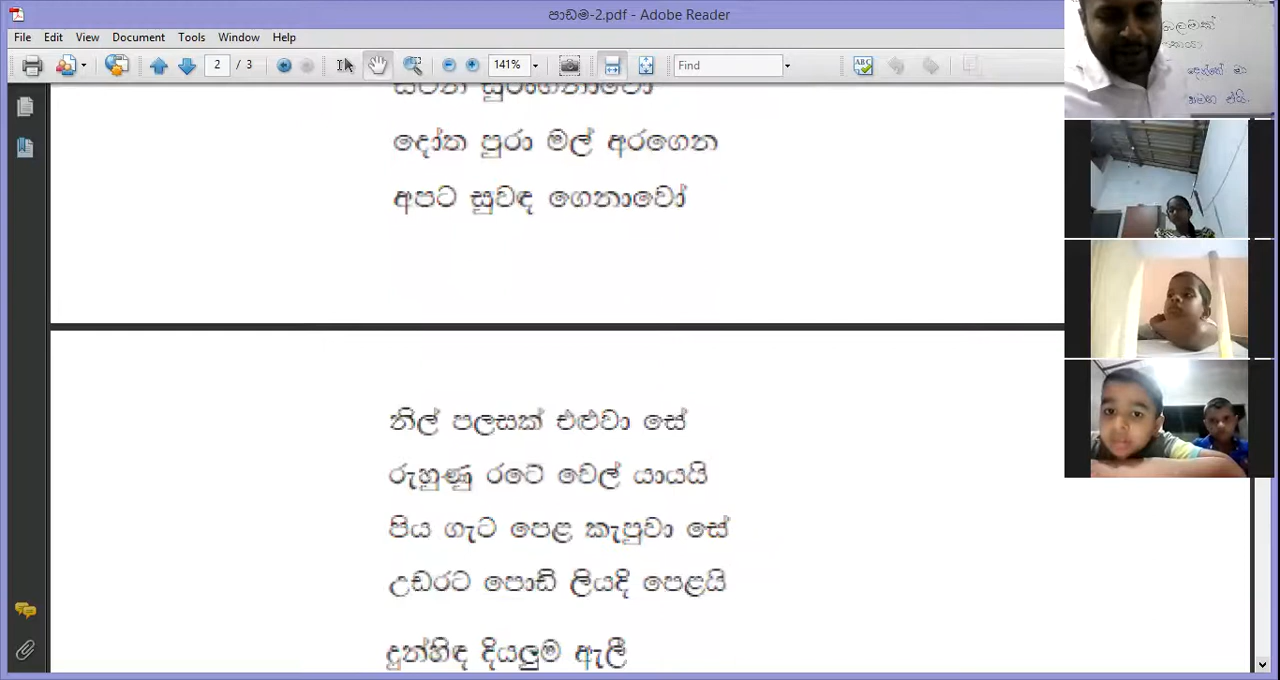 පාඩම-2.pdf - Adobe Reader
File Edit View Document Tools Window Help
2 / 3 141% Find
සුරංගනාවෝ
දෝත පුරා මල් අරගෙන
අපට සුවඳ ගෙනාවෝ
නිල් පලසක් එළුවා සේ
රුහුණු රටේ වෙල් යායයි
පිය ගැට පෙළ කැපුවා සේ
උඩරට පොඩි ලියදි පෙළයි
දුන්හිඳ දියලුම ඇලී